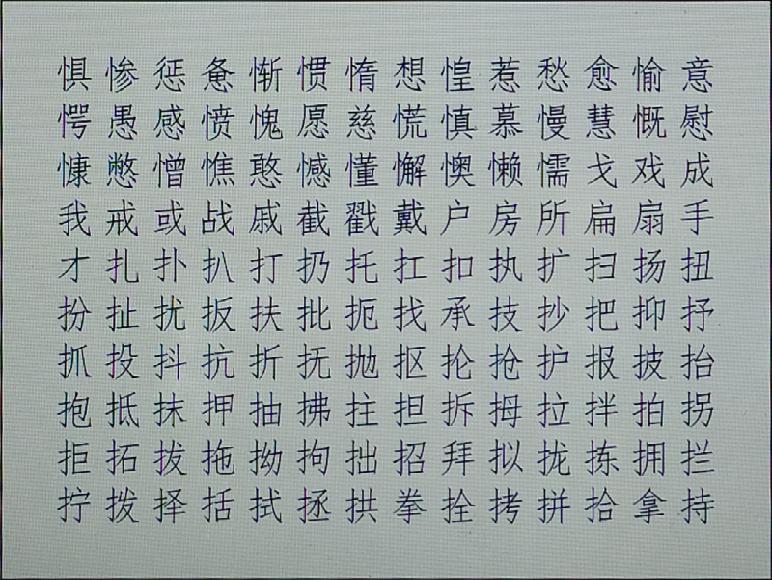 惧惨惩惫惭惯惰想惶惹愁愈愉意
愕愚感愤愧愿慈慌慎慕慢慧慨慰
慷憋憎憔憨憾懂懈懊懒懦戈戏成
我戒或战戚截戳戴户房所扁扇手
才扎扑扒打扔托扛扣执扩扫扬扭
扮扯扰扳扶批扼找承技抄把抑抒
抓投抖抗折抚抛抠抡抢护报披抬
抱抵抹押抽拂拄担拆拇拉拌拍拐
拒拓拔拖拗拘拙招拜拟拢拣拥拦
拧拨择括拭拯拱拳拴拷拼拾拿持